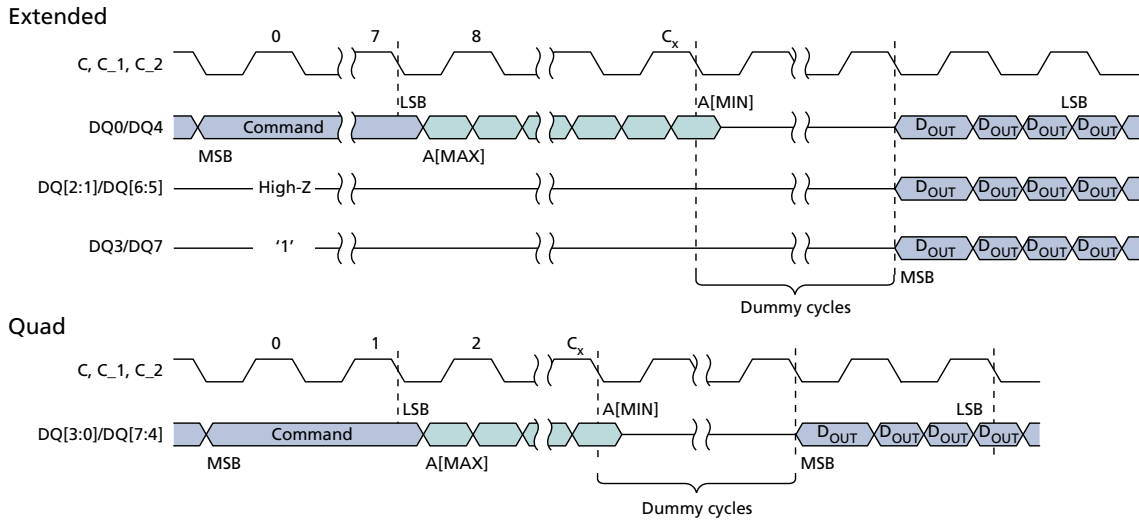 Extended
0 7 8 Cx
C, C_1, C_2
LSB A[MIN] LSB
DQ0/DQ4 Command DOUT DOUT DOUT DOUT
MSB A[MAX]
DQ[2:1]/DQ[6:5] High-Z DOUT DOUT DOUT DOUT
DQ3/DQ7 ‘1’ DOUT DOUT DOUT DOUT
MSB
Dummy cycles
Quad
0 1 2 Cx
C, C_1, C_2
LSB A[MIN] LSB
DQ[3:0]/DQ[7:4] Command DOUT DOUT DOUT DOUT
MSB A[MAX] MSB
Dummy cycles